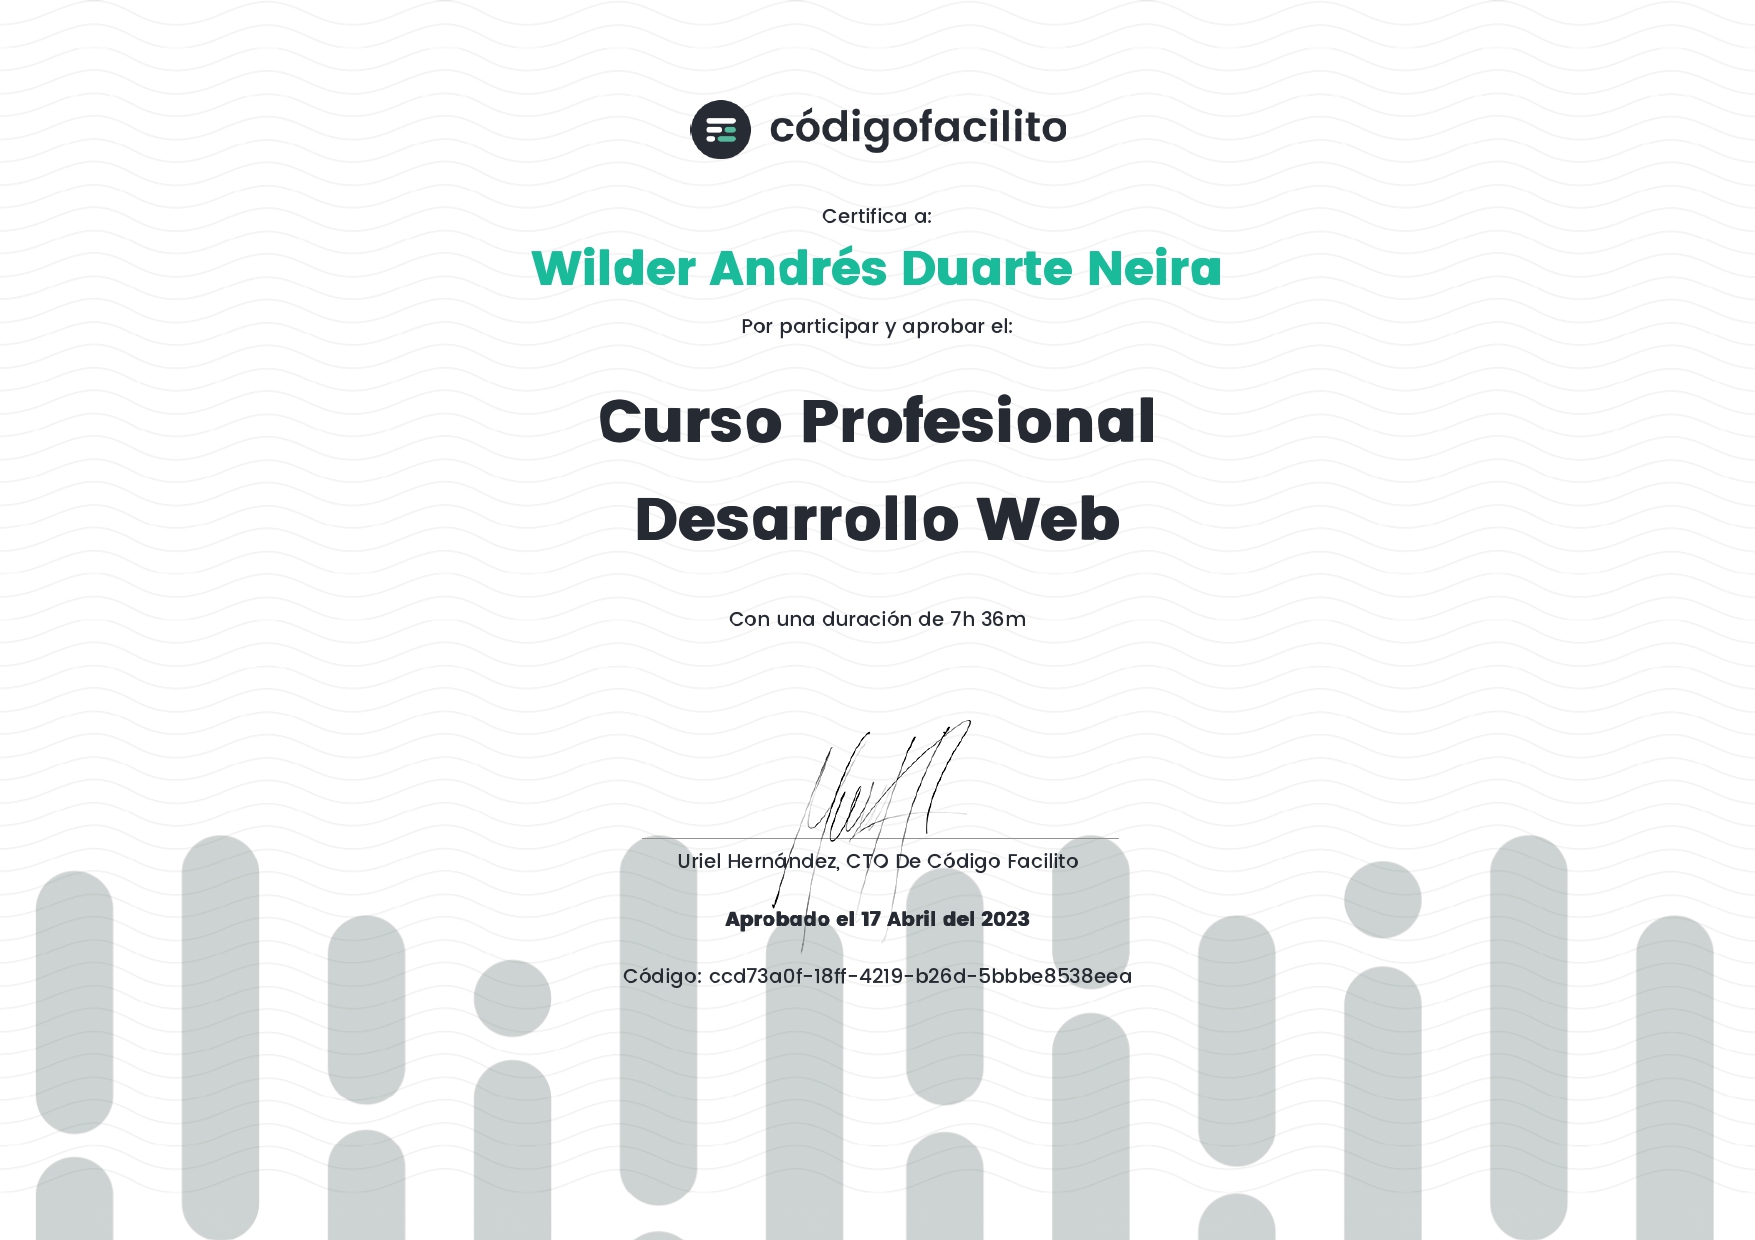 códigofacilito
Certifica a:
Wilder Andrés Duarte Neira
Por participar y aprobar el:
Curso Profesional
Desarrollo Web
Con una duración de 7h 36m
Uriel Hernández, CTO De Código Facilito
Aprobado el 17 Abril del 2023
Código: ccd73a0f-18ff-4219-b26d-5bbbe8538eea